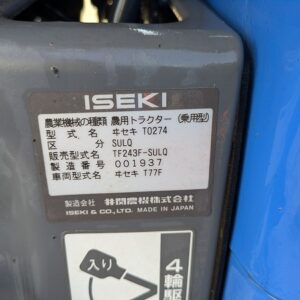 ISEKI
農業機械の種類 農用トラクター(乗用型)
型式名 ヰセキ T0274
区分 SULQ
販売型式名 TF243F-SULQ
製造番号 001937
車両型式名 ヰセキ T77F
製造会社 井関農機株式会社
ISEKI & CO., LTD. MADE IN JAPAN
入り
4輪駆